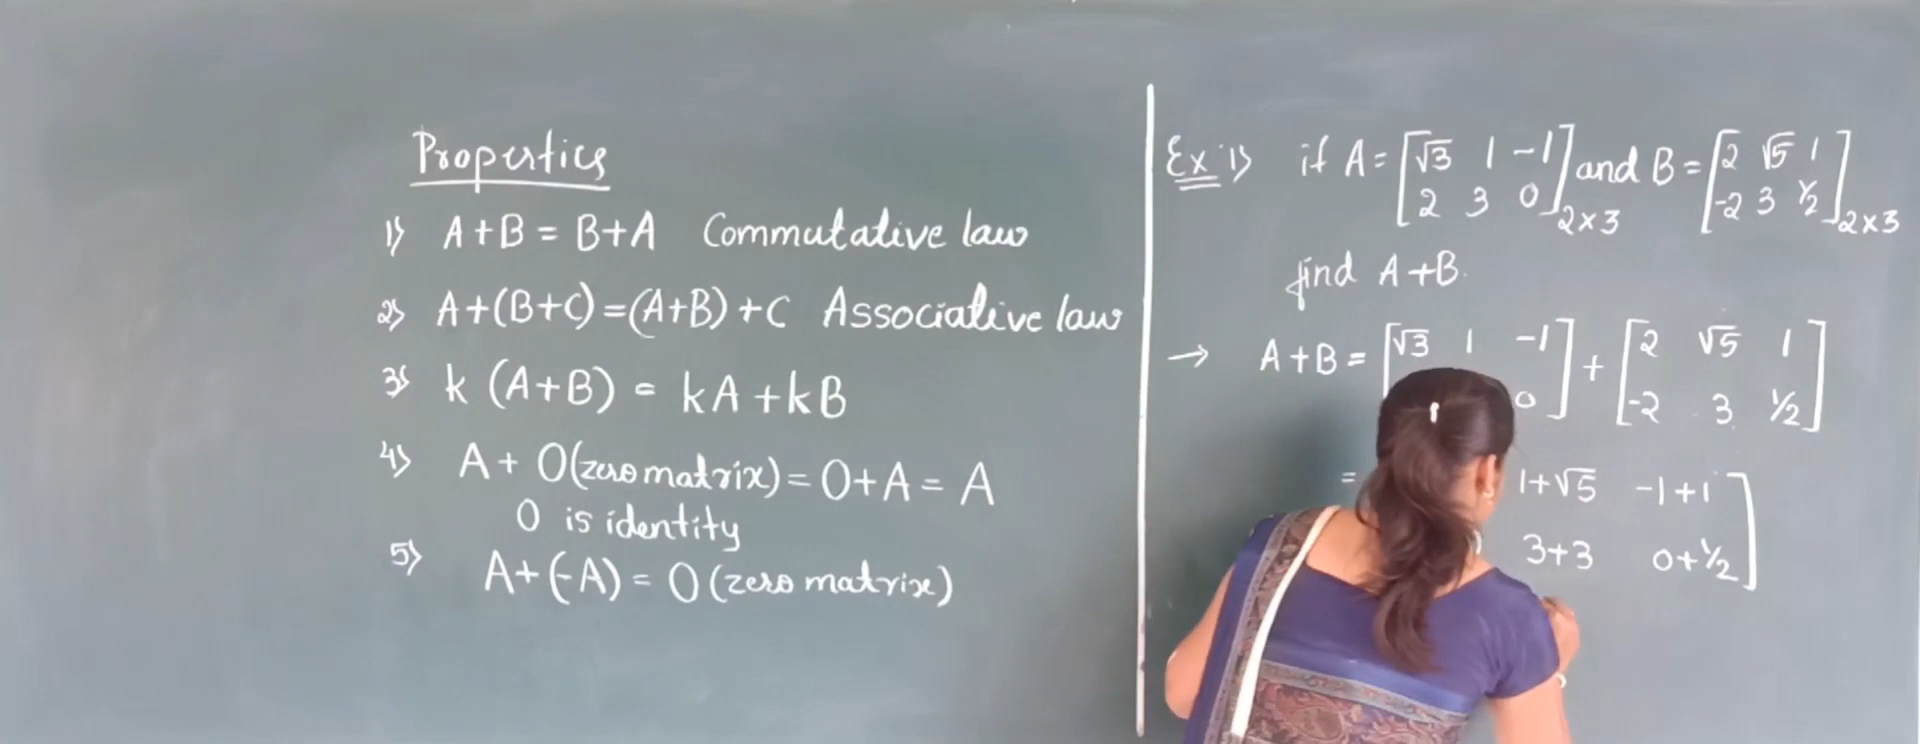 Properties
1) A+B = B+A Commutative law
2) A+(B+C)=(A+B)+C Associative law
3) k (A+B) = kA+kB
4) A+ O(zero matrix)=O+A= A
O is identity
5) A+(-A)= O (zero matrix)
Ex 1) if A= [√3 1 -1] and B = [2 √5 1]
[2 3 0]2×3 [-2 3 1/2]2×3
find A+B.
→ A+B = [√3 1 -1] + [2 √5 1]
0] [-2 3 1/2]
= 1+√5 -1+1]
3+3 0+1/2]